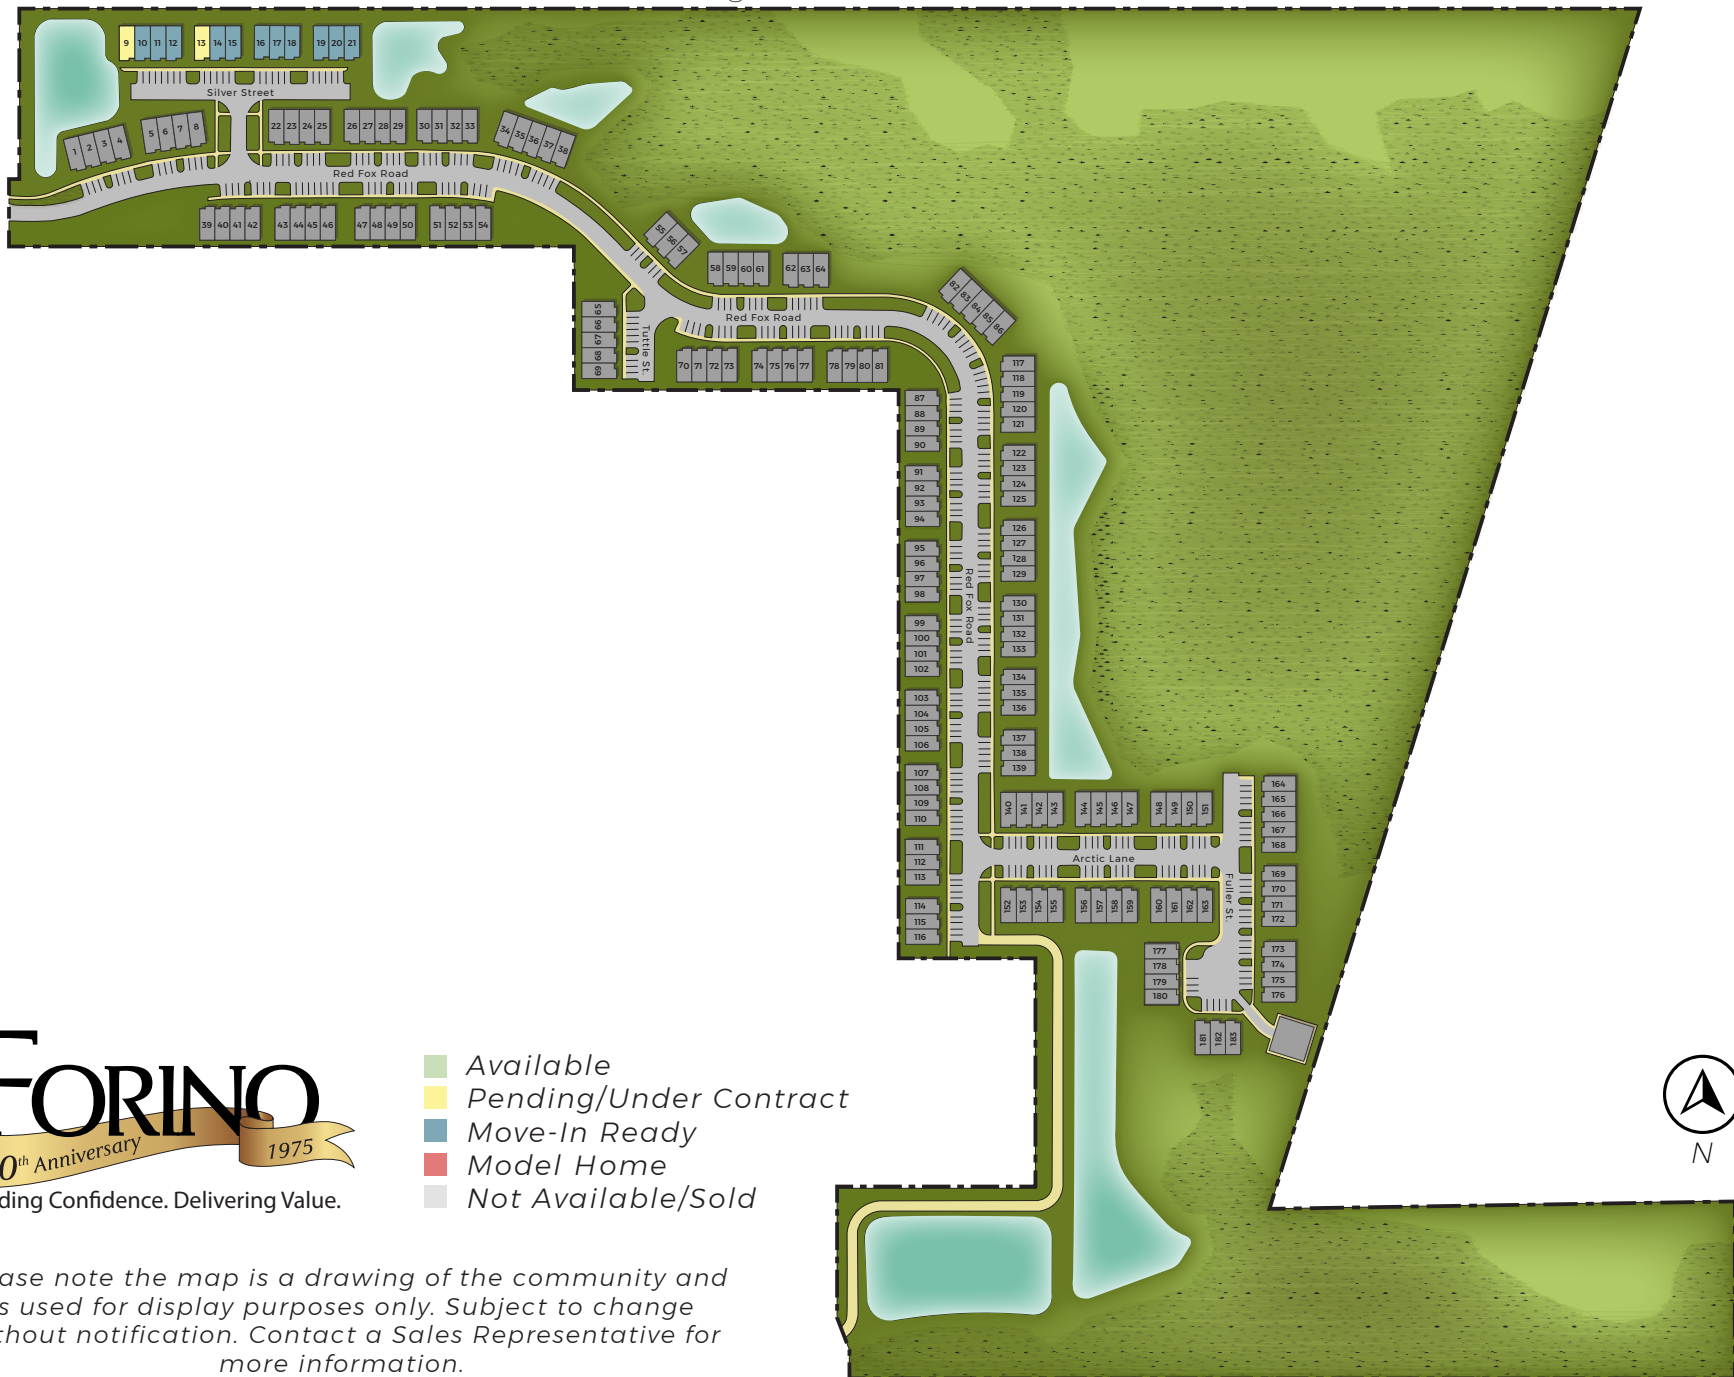 9 10 11 12 13 14 15 16 17 18 19 20 21
Silver Street
1 2 3 4 5 6 7 8 22 23 24 25 26 27 28 29 30 31 32 33 34 35 36 37 38
Red Fox Road
39 40 41 42 43 44 45 46 47 48 49 50 51 52 53 54
55 56 57
58 59 60 61 62 63 64
82 83 84 85 86
65 66 67 68 69
Tuttle St.
Red Fox Road
70 71 72 73 74 75 76 77 78 79 80 81
87
88
89
90
91
92
93
94
95
96
97
98
99
100
101
102
103
104
105
106
107
108
109
110
111
112
113
114
115
116
Red Fox Road
117
118
119
120
121
122
123
124
125
126
127
128
129
130
131
132
133
134
135
136
137
138
139
140 141 142 143 144 145 146 147 148 149 150 151
Arctic Lane
152 153 154 155 156 157 158 159 160 161 162 163
Fuller St.
164
165
166
167
168
169
170
171
172
173
174
175
176
177
178
179
180
181 182 183
FORINO
0th Anniversary 1975
ding Confidence. Delivering Value.
Available
Pending/Under Contract
Move-In Ready
Model Home
Not Available/Sold
N
ase note the map is a drawing of the community and
s used for display purposes only. Subject to change
thout notification. Contact a Sales Representative for
more information.